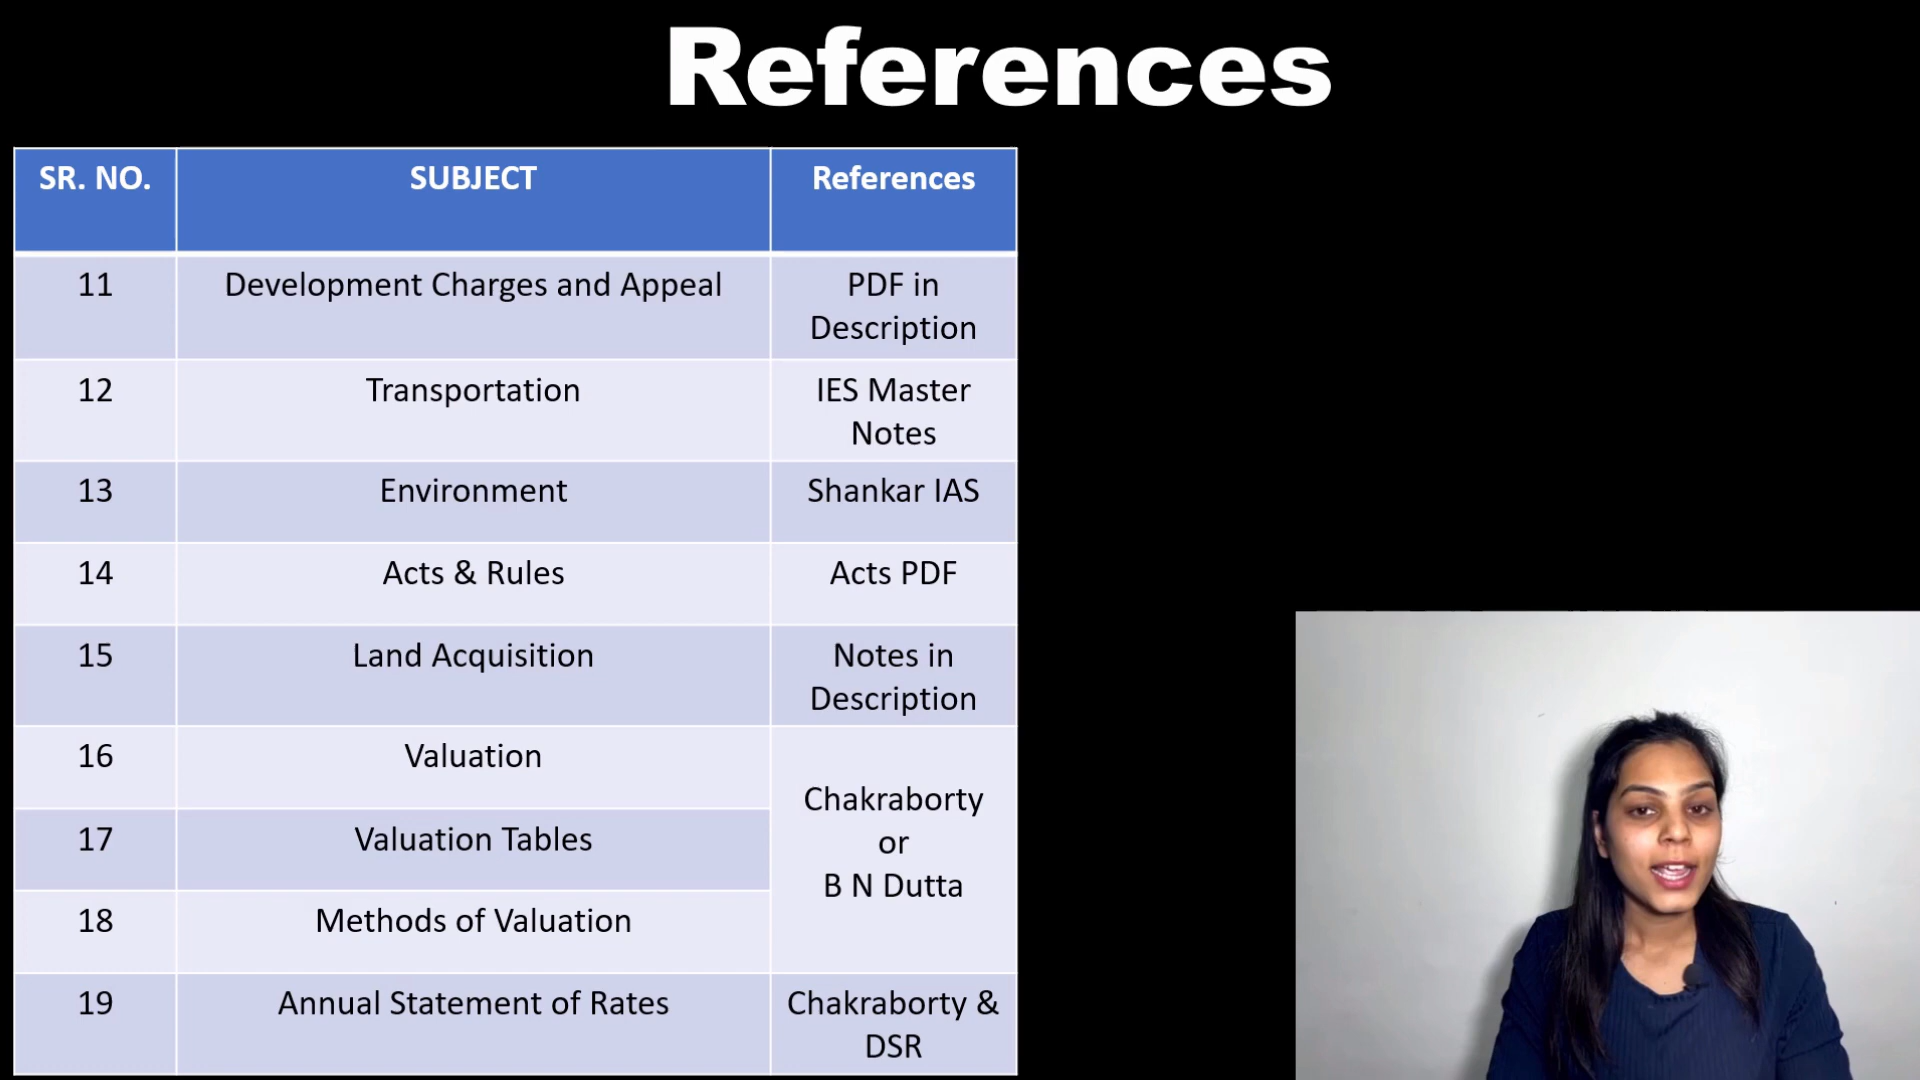 References
SR. NO. SUBJECT References
11 Development Charges and Appeal PDF in
Description
12 Transportation IES Master
Notes
13 Environment Shankar IAS
14 Acts & Rules Acts PDF
15 Land Acquisition Notes in
Description
16 Valuation
Chakraborty
or
B N Dutta
17 Valuation Tables
18 Methods of Valuation
19 Annual Statement of Rates Chakraborty &
DSR